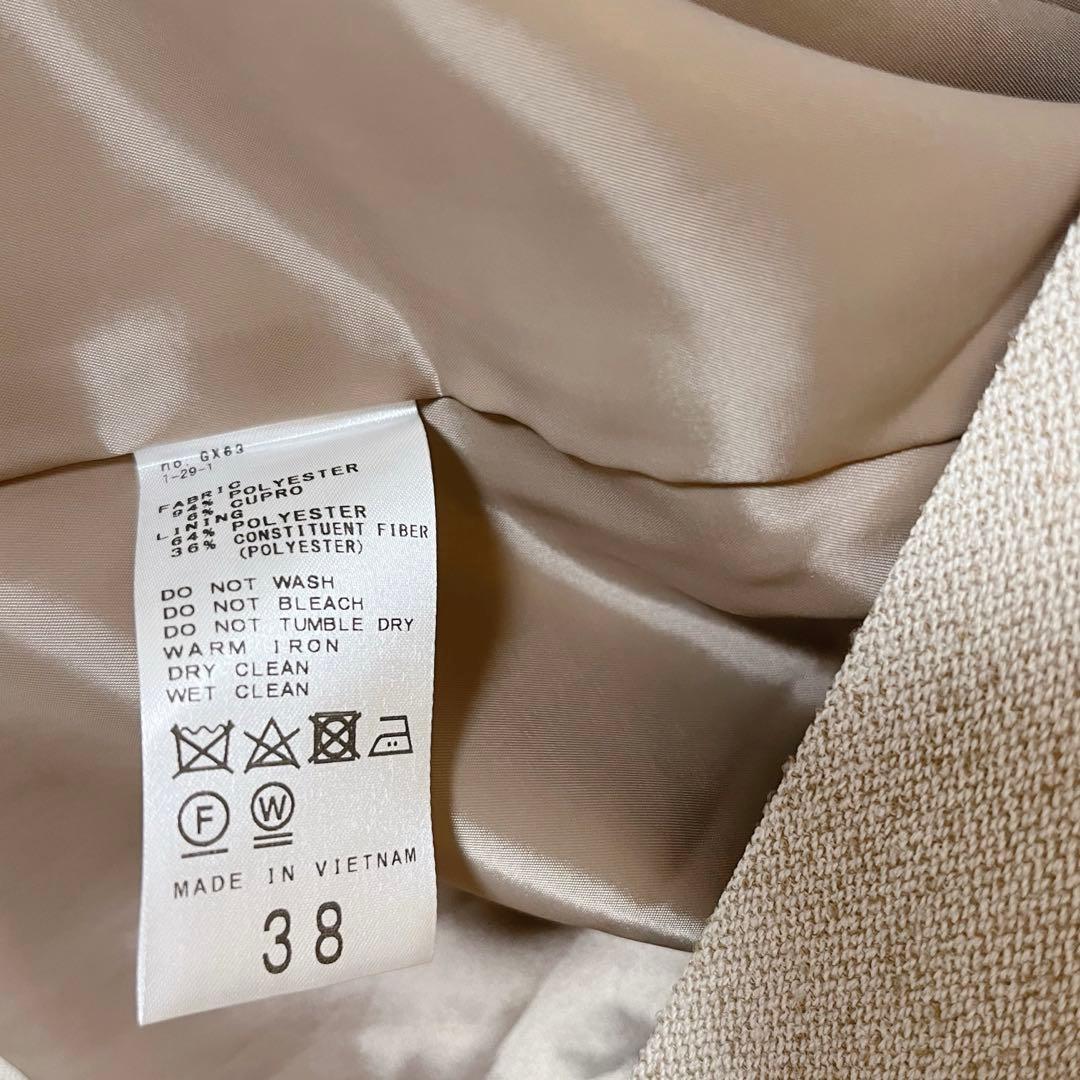 no. GX63
1-29-1
FABRIC
94% POLYESTER
6% CUPRO
LINING
64% POLYESTER
36% CONSTITUENT FIBER
(POLYESTER)
DO NOT WASH
DO NOT BLEACH
DO NOT TUMBLE DRY
WARM IRON
DRY CLEAN
WET CLEAN
F W
MADE IN VIETNAM
38